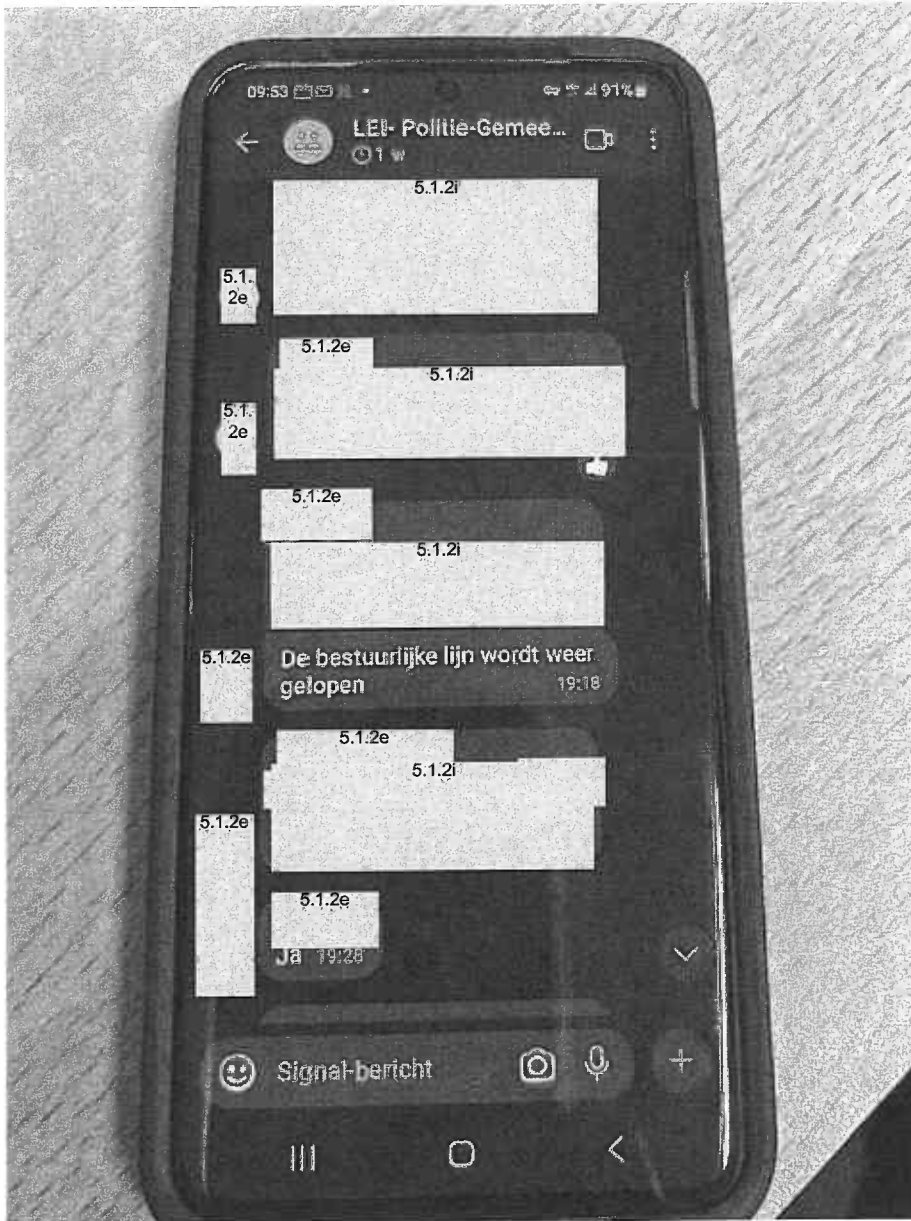 09:53
91%
LEI- Politie-Gemee...
1 w
5.1.2i
5.1.
2e
5.1.2e
5.1.2i
5.1.
2e
5.1.2e
5.1.2i
5.1.2e
De bestuurlijke lijn wordt weer
gelopen
19:18
5.1.2e
5.1.2i
5.1.2e
5.1.2e
Ja 19:28
Signal-bericht